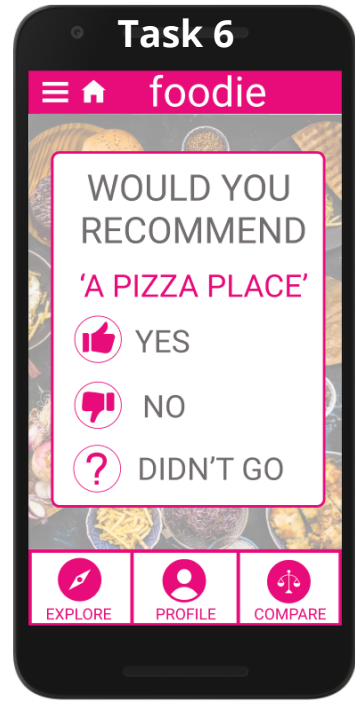 Task 6
foodie
WOULD YOU
RECOMMEND
‘A PIZZA PLACE’
YES
NO
?
DIDN’T GO
EXPLORE
PROFILE
COMPARE